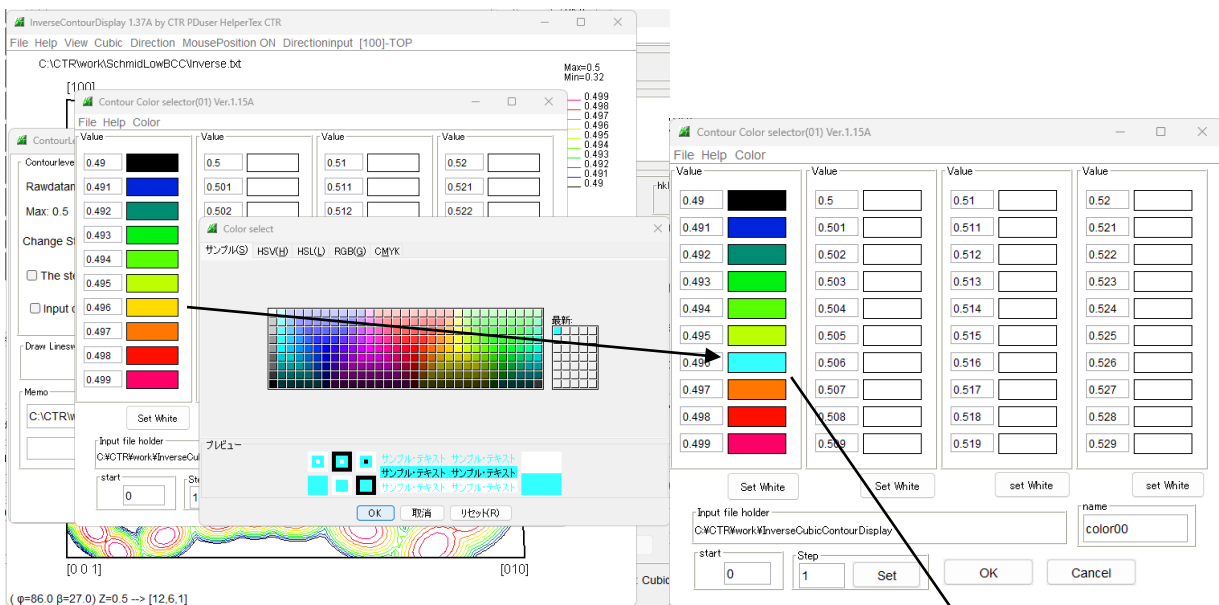 InverseContourDisplay 1.37A by CTR PDuser HelperTex CTR
File Help View Cubic Direction MousePosition ON Directioninput [100]-TOP
C:\CTR\work\SchmidLowBCC\Inverse.txt
Max=0.5
Min=0.32
[100]
0.499
0.498
0.497
0.496
0.495
0.494
0.493
0.492
0.491
0.49
Contour Color selector(01) Ver.1.15A
File Help Color
Value Value Value Value
0.49 0.5 0.51 0.52
0.491 0.501 0.511 0.521
0.492 0.502 0.512 0.522
0.493
0.494
0.495
0.496
0.497
0.498
0.499
Set White
Input file holder
C:¥CTR¥work¥InverseCu
start
0
1
Contourleve
Rawdatar
Max: 0.5
Change St
The ste
Input c
Draw Linesw
Memo
C:\CTR\
Color select
サンプル(S) HSV(H) HSL(L) RGB(G) CMYK
最新:
プレビュー
サンプル・テキスト サンプル・テキスト
サンプル・テキスト サンプル・テキスト
サンプル・テキスト サンプル・テキスト
OK 取消 リセット(R)
[0 0 1] [010]
( φ=86.0 β=27.0) Z=0.5 --> [12,6,1]
hkl
Cubic
Contour Color selector(01) Ver.1.15A
File Help Color
Value Value Value Value
0.49 0.5 0.51 0.52
0.491 0.501 0.511 0.521
0.492 0.502 0.512 0.522
0.493 0.503 0.513 0.523
0.494 0.504 0.514 0.524
0.495 0.505 0.515 0.525
0.496 0.506 0.516 0.526
0.497 0.507 0.517 0.527
0.498 0.508 0.518 0.528
0.499 0.509 0.519 0.529
Set White Set White set White set White
Input file holder
C:¥CTR¥work¥InverseCubicContourDisplay
name
color00
start Step
0 1 Set OK Cancel